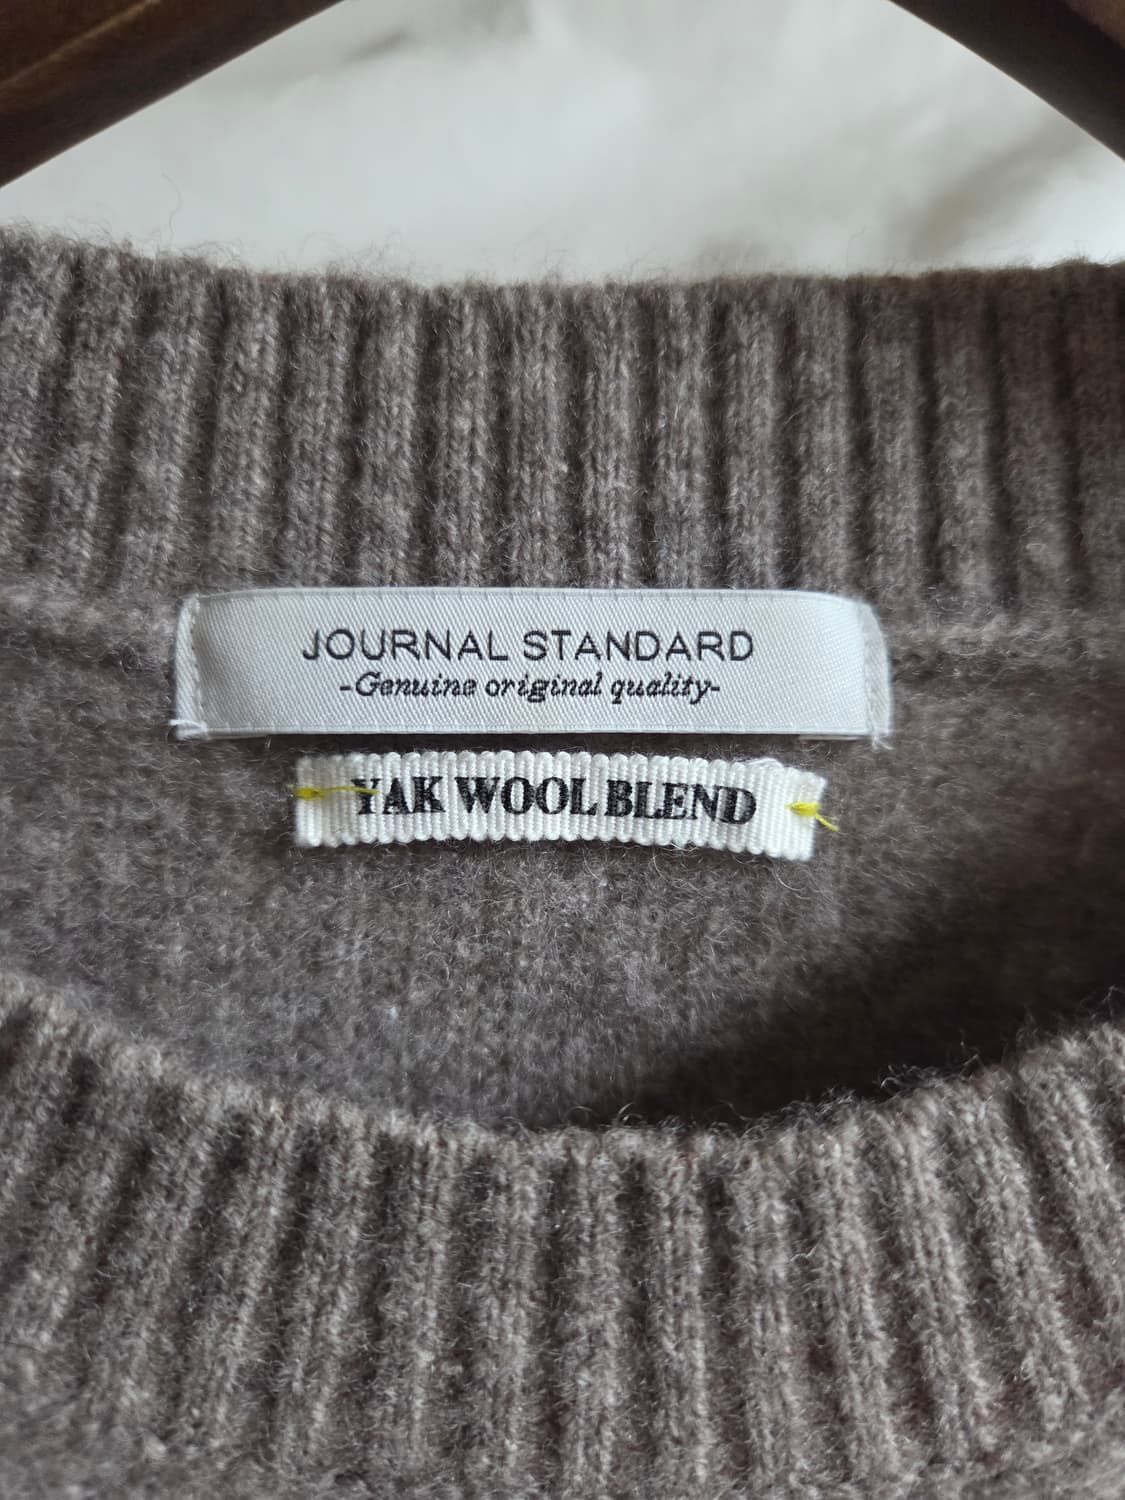 JOURNAL STANDARD
-Genuine original quality-
YAK WOOL BLEND